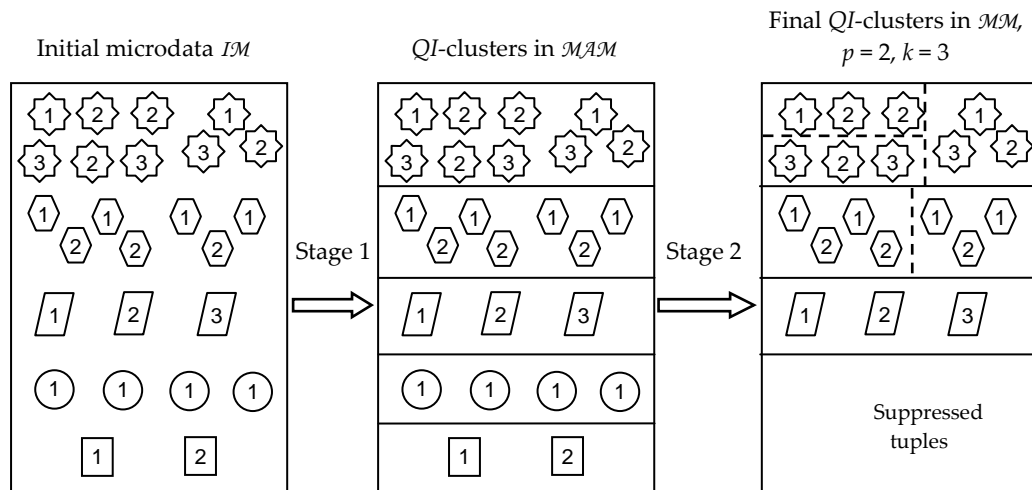 Initial microdata IM
1 2 2 1
3 2 3 3 2
1 1 1 1
2 2 2
1 2 3
1 1 1 1
1 2
Stage 1
QI-clusters in MAM
1 2 2 1
3 2 3 3 2
1 1 1 1
2 2 2
1 2 3
1 1 1 1
1 2
Stage 2
Final QI-clusters in MM,
p = 2, k = 3
1 2 2 1
3 2 3 3 2
1 1 1 1
2 2 2
1 2 3
Suppressed
tuples